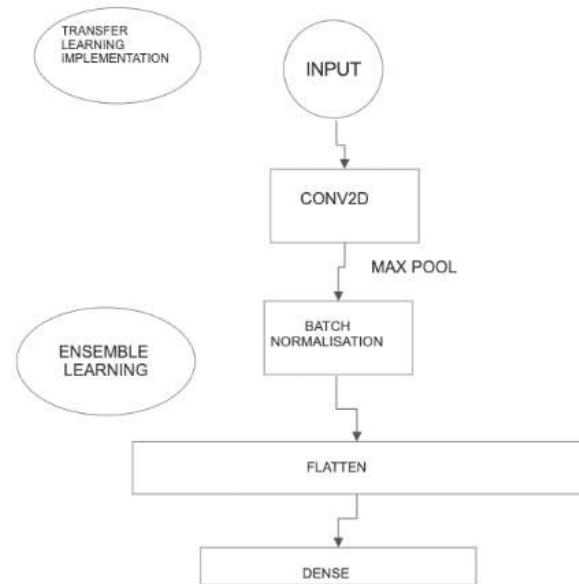 TRANSFER
LEARNING
IMPLEMENTATION
INPUT
CONV2D
MAX POOL
BATCH
NORMALISATION
ENSEMBLE
LEARNING
FLATTEN
DENSE